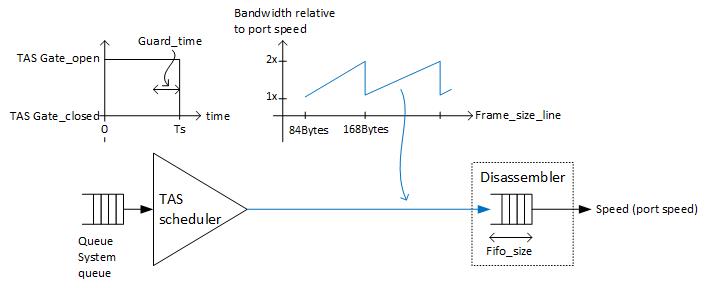 Bandwidth relative
to port speed
Guard_time
TAS Gate_open
2x
1x
TAS Gate_closed
time
0
Ts
Frame_size_line
84Bytes
168Bytes
Disassembler
TAS
scheduler
Speed (port speed)
Queue
System
queue
Fifo_size